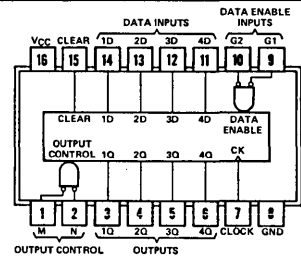 DATA ENABLE
DATA INPUTS INPUTS
VCC CLEAR 1D 2D 3D 4D G2 G1
16 15 14 13 12 11 10 9
CLEAR 1D 2D 3D 4D DATA
ENABLE
OUTPUT
CONTROL 1Q 2Q 3Q 4Q CK
1 2 3 4 5 6 7 8
M N 1Q 2Q 3Q 4Q CLOCK GND
OUTPUT CONTROL OUTPUTS